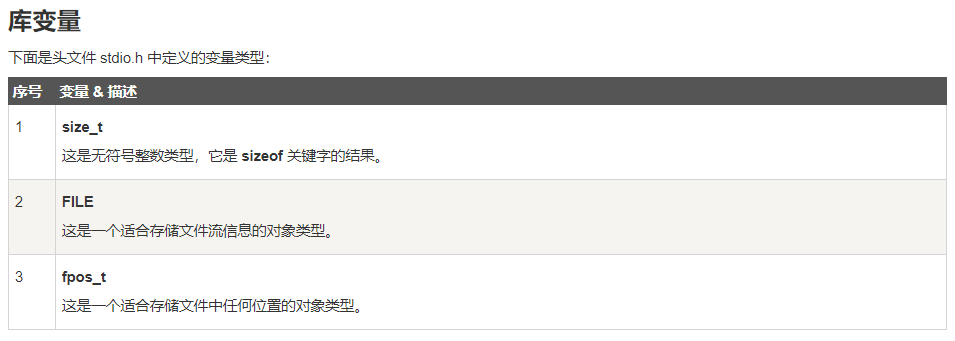 库变量
下面是头文件 stdio.h 中定义的变量类型：
序号 变量 & 描述
1 size_t
这是无符号整数类型，它是 sizeof 关键字的结果。
2 FILE
这是一个适合存储文件流信息的对象类型。
3 fpos_t
这是一个适合存储文件中任何位置的对象类型。